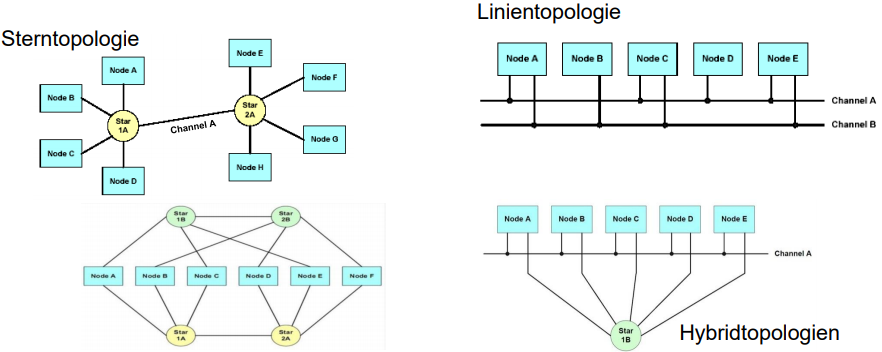 Sterntopologie
Node A
Node B
Node C
Node D
Star
1A
Channel A
Star
2A
Node E
Node F
Node G
Node H
Linientopologie
Node A
Node B
Node C
Node D
Node E
Channel A
Channel B
Star
1B
Star
2B
Node A
Node B
Node C
Node D
Node E
Node F
Star
1A
Star
2A
Node A
Node B
Node C
Node D
Node E
Channel A
Star
1B
Hybridtopologien